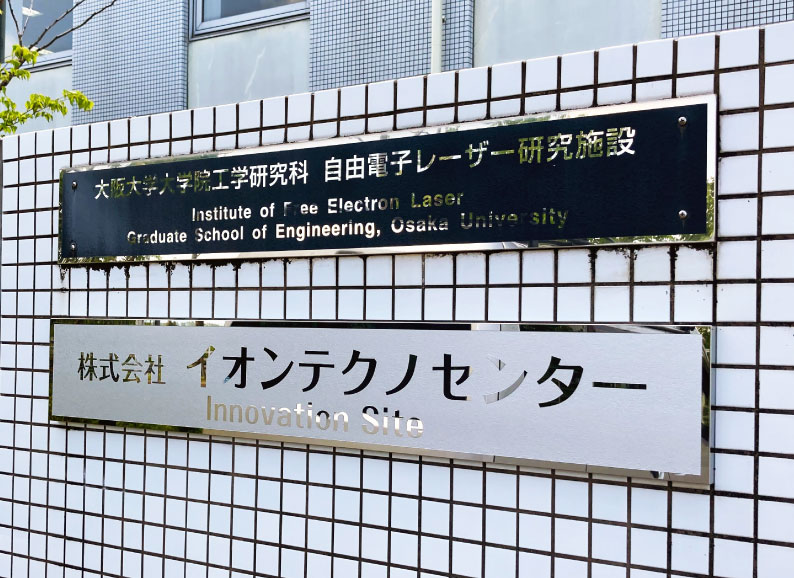 大阪大学大学院工学研究科 自由電子レーザー研究施設
Institute of Free Electron Laser
Graduate School of Engineering, Osaka University
株式会社 イオンテクノセンター
Innovation Site